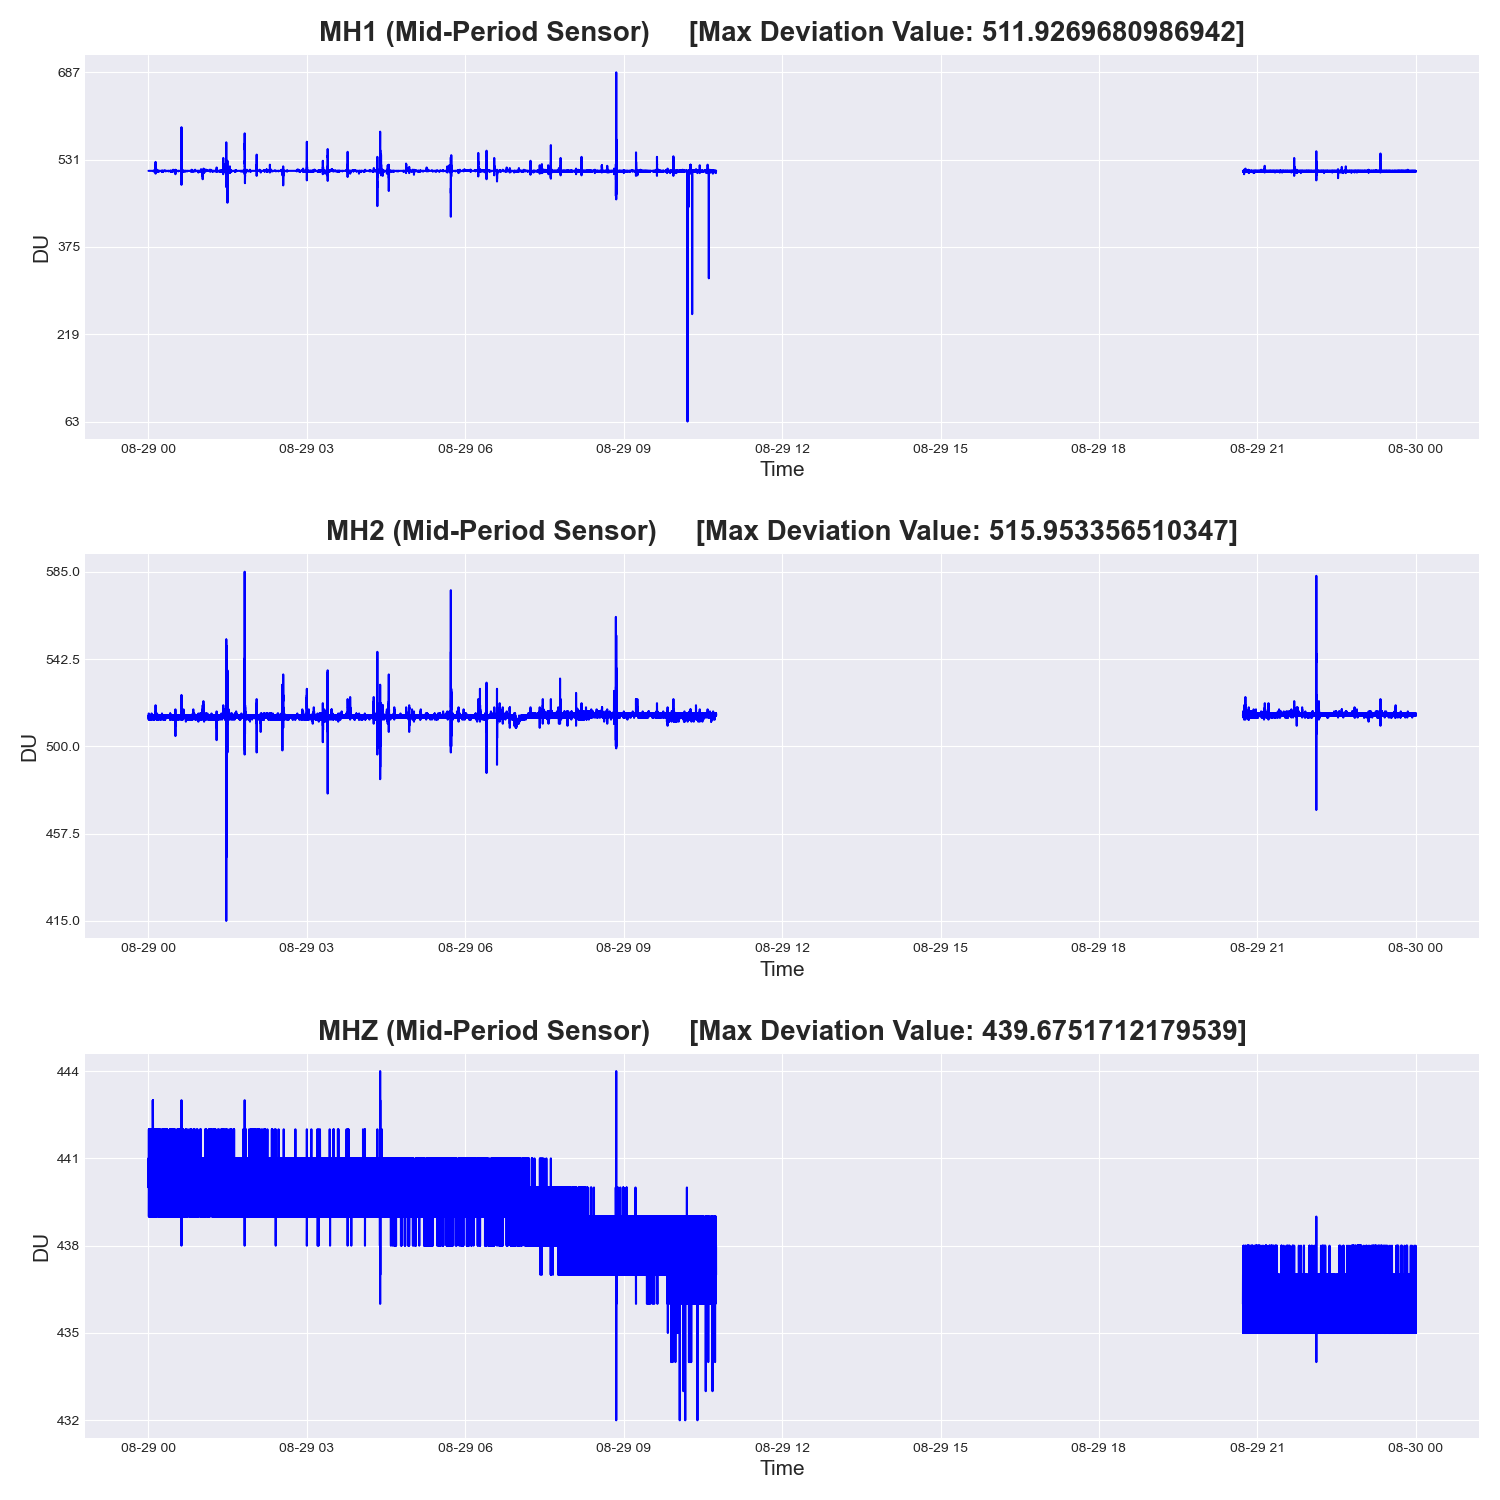 MH1 (Mid-Period Sensor) [Max Deviation Value: 511.9269680986942]
687
531
375
219
63
DU
08-29 00 08-29 03 08-29 06 08-29 09 08-29 12 08-29 15 08-29 18 08-29 21 08-30 00
Time
MH2 (Mid-Period Sensor) [Max Deviation Value: 515.953356510347]
585.0
542.5
500.0
457.5
415.0
DU
08-29 00 08-29 03 08-29 06 08-29 09 08-29 12 08-29 15 08-29 18 08-29 21 08-30 00
Time
MHZ (Mid-Period Sensor) [Max Deviation Value: 439.6751712179539]
444
441
438
435
432
DU
08-29 00 08-29 03 08-29 06 08-29 09 08-29 12 08-29 15 08-29 18 08-29 21 08-30 00
Time